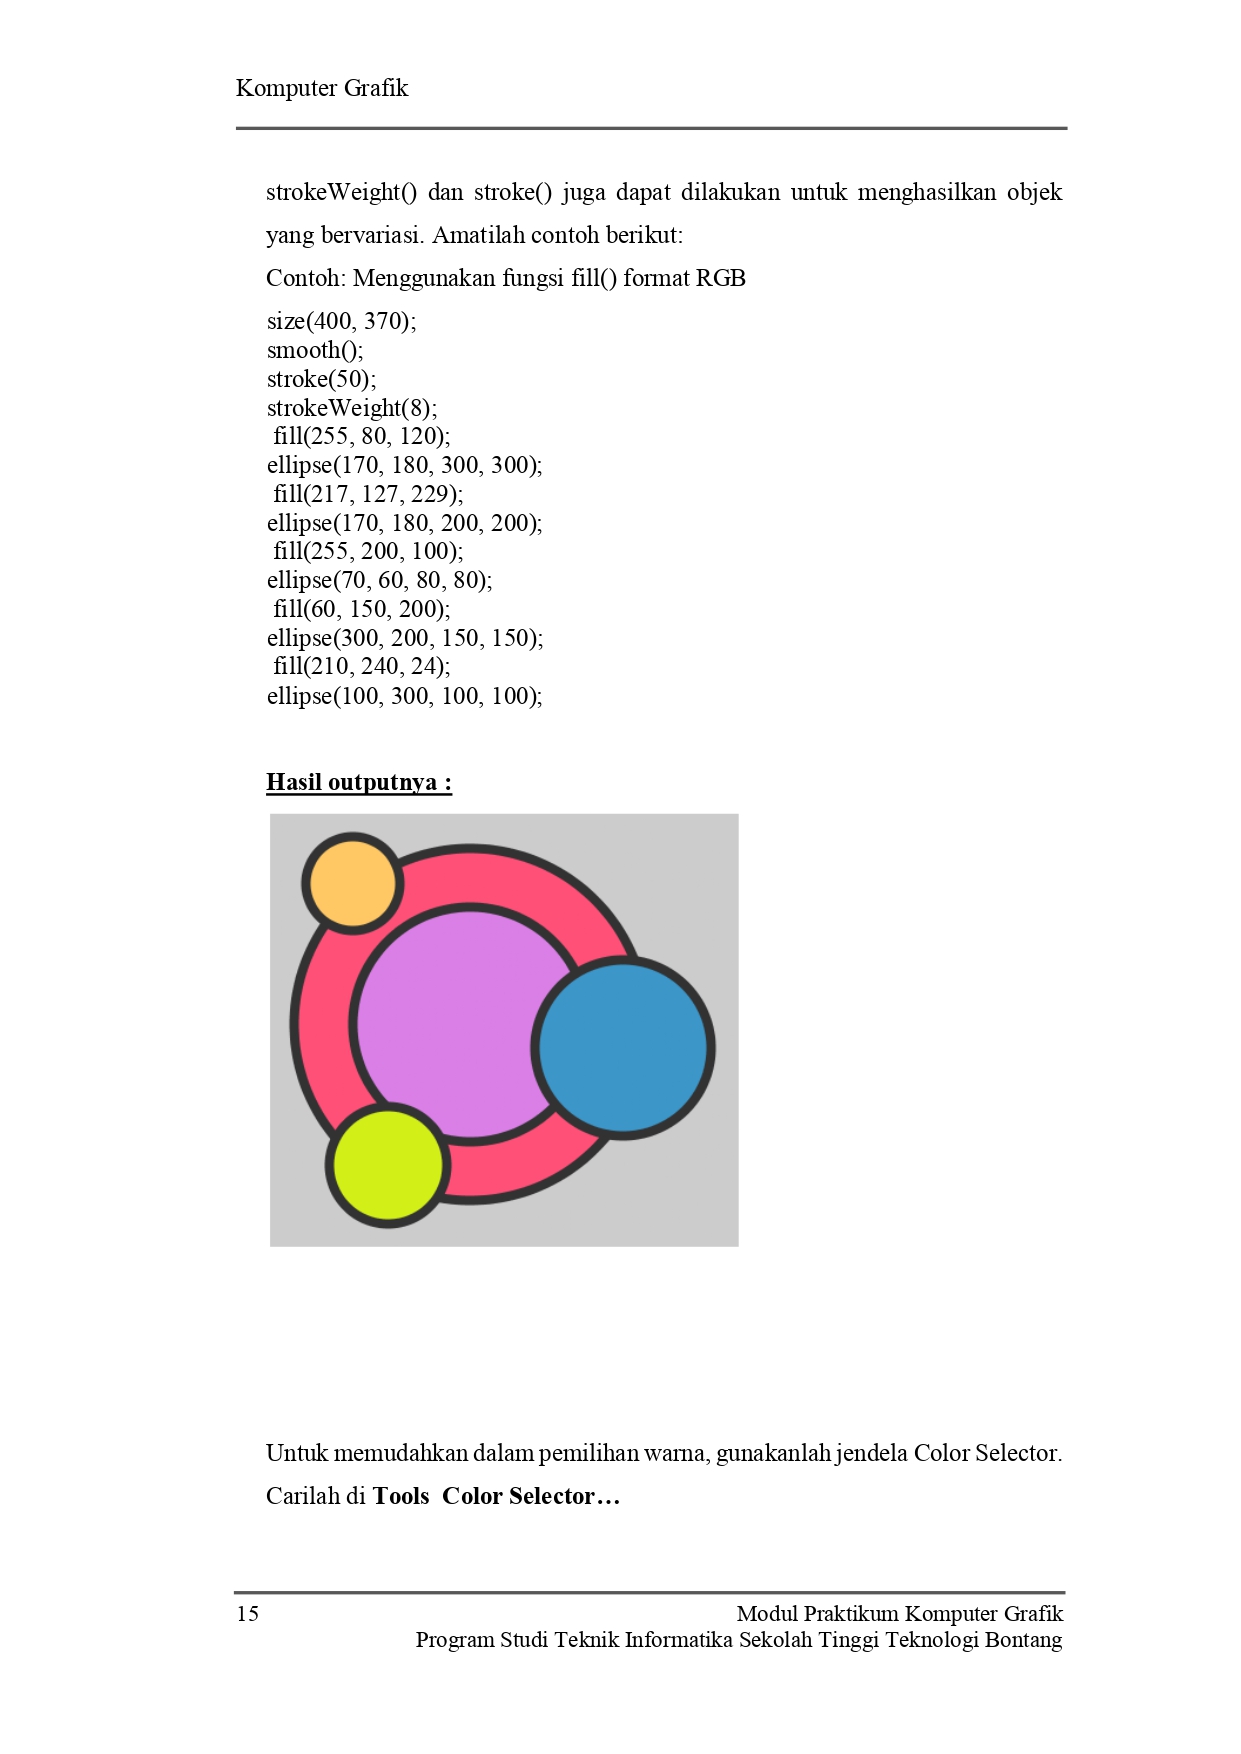 Komputer Grafik
strokeWeight() dan stroke() juga dapat dilakukan untuk menghasilkan objek
yang bervariasi. Amatilah contoh berikut:
Contoh: Menggunakan fungsi fill() format RGB
size(400, 370);
smooth();
stroke(50);
strokeWeight(8);
fill(255, 80, 120);
ellipse(170, 180, 300, 300);
fill(217, 127, 229);
ellipse(170, 180, 200, 200);
fill(255, 200, 100);
ellipse(70, 60, 80, 80);
fill(60, 150, 200);
ellipse(300, 200, 150, 150);
fill(210, 240, 24);
ellipse(100, 300, 100, 100);
Hasil outputnya :
Untuk memudahkan dalam pemilihan warna, gunakanlah jendela Color Selector.
Carilah di Tools  Color Selector…
15 Modul Praktikum Komputer Grafik
Program Studi Teknik Informatika Sekolah Tinggi Teknologi Bontang